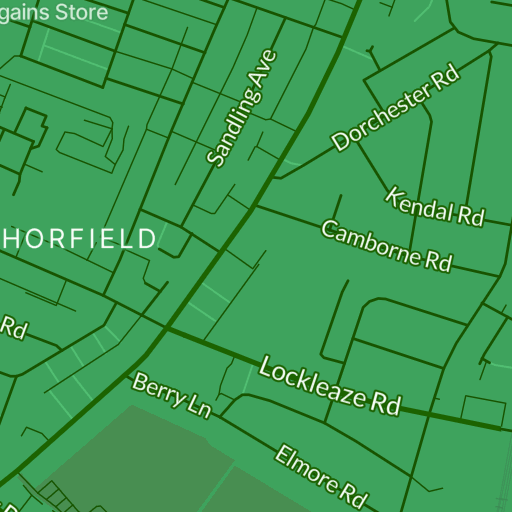 gains Store
Sandling Ave
Dorchester Rd
Kendal Rd
HORFIELD
Camborne Rd
Rd
Lockleaze Rd
Berry Ln
Elmore Rd